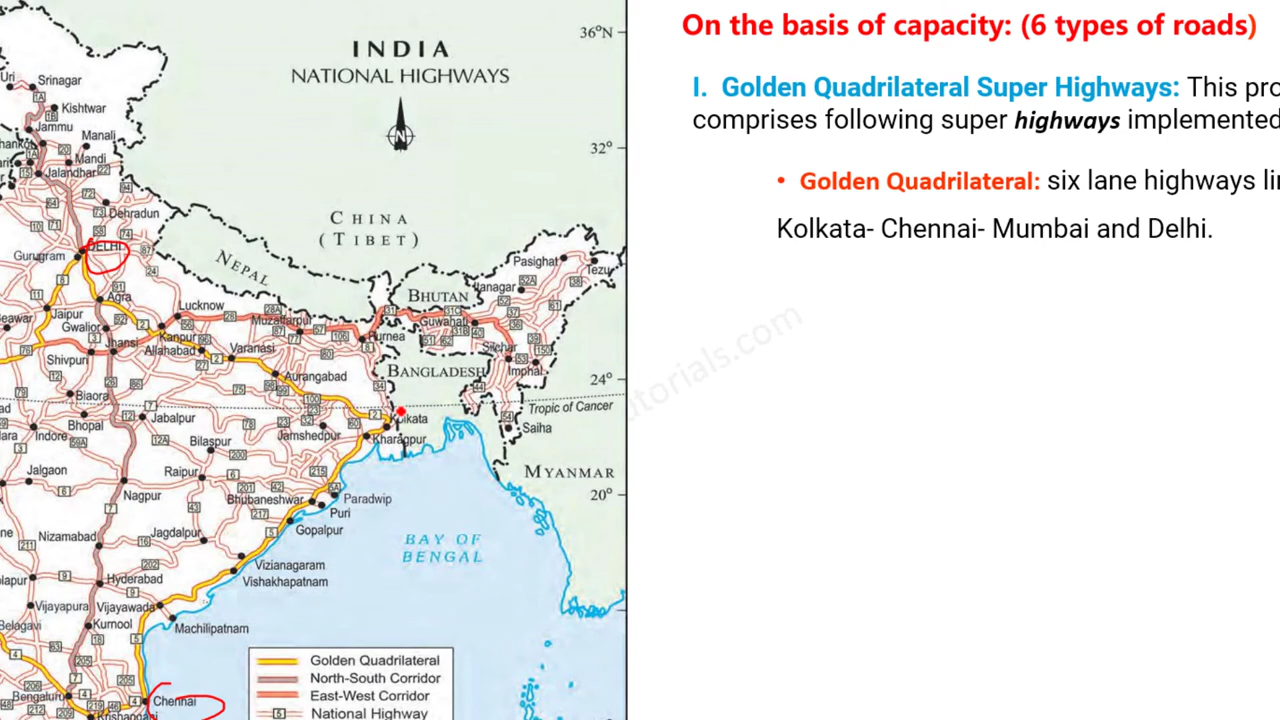 INDIA
NATIONAL HIGHWAYS
36°N
32°
24°
20°
CHINA
(TIBET)
NEPAL
BHUTAN
BANGLADESH
MYANMAR
Tropic of Cancer
BAY OF
BENGAL
Uri
Srinagar
Kishtwar
Jammu
Manali
Mandi
Jalandhar
Dehradun
DELHI
Gurugram
Agra
Jaipur
Lucknow
Gwalior
Kanpur
Muzaffarpur
Jhansi
Allahabad
Varanasi
Purnea
Guwahati
Pasighat
Tezu
Silchar
Imphal
Shivpuri
Aurangabad
Biaora
Bhopal
Jabalpur
Indore
Bilaspur
Jamshedpur
Kolkata
Kharagpur
Saiha
Jalgaon
Raipur
Nagpur
Bhubaneshwar
Paradwip
Puri
Gopalpur
Nizamabad
Jagdalpur
Vizianagaram
Vishakhapatnam
Hyderabad
Vijayapura
Vijayawada
Kurnool
Machilipatnam
Bengaluru
Chennai
Golden Quadrilateral
North-South Corridor
East-West Corridor
5 National Highway
On the basis of capacity: (6 types of roads)
I. Golden Quadrilateral Super Highways: This pro
comprises following super highways implemented
• Golden Quadrilateral: six lane highways lin
Kolkata- Chennai- Mumbai and Delhi.
torials.com